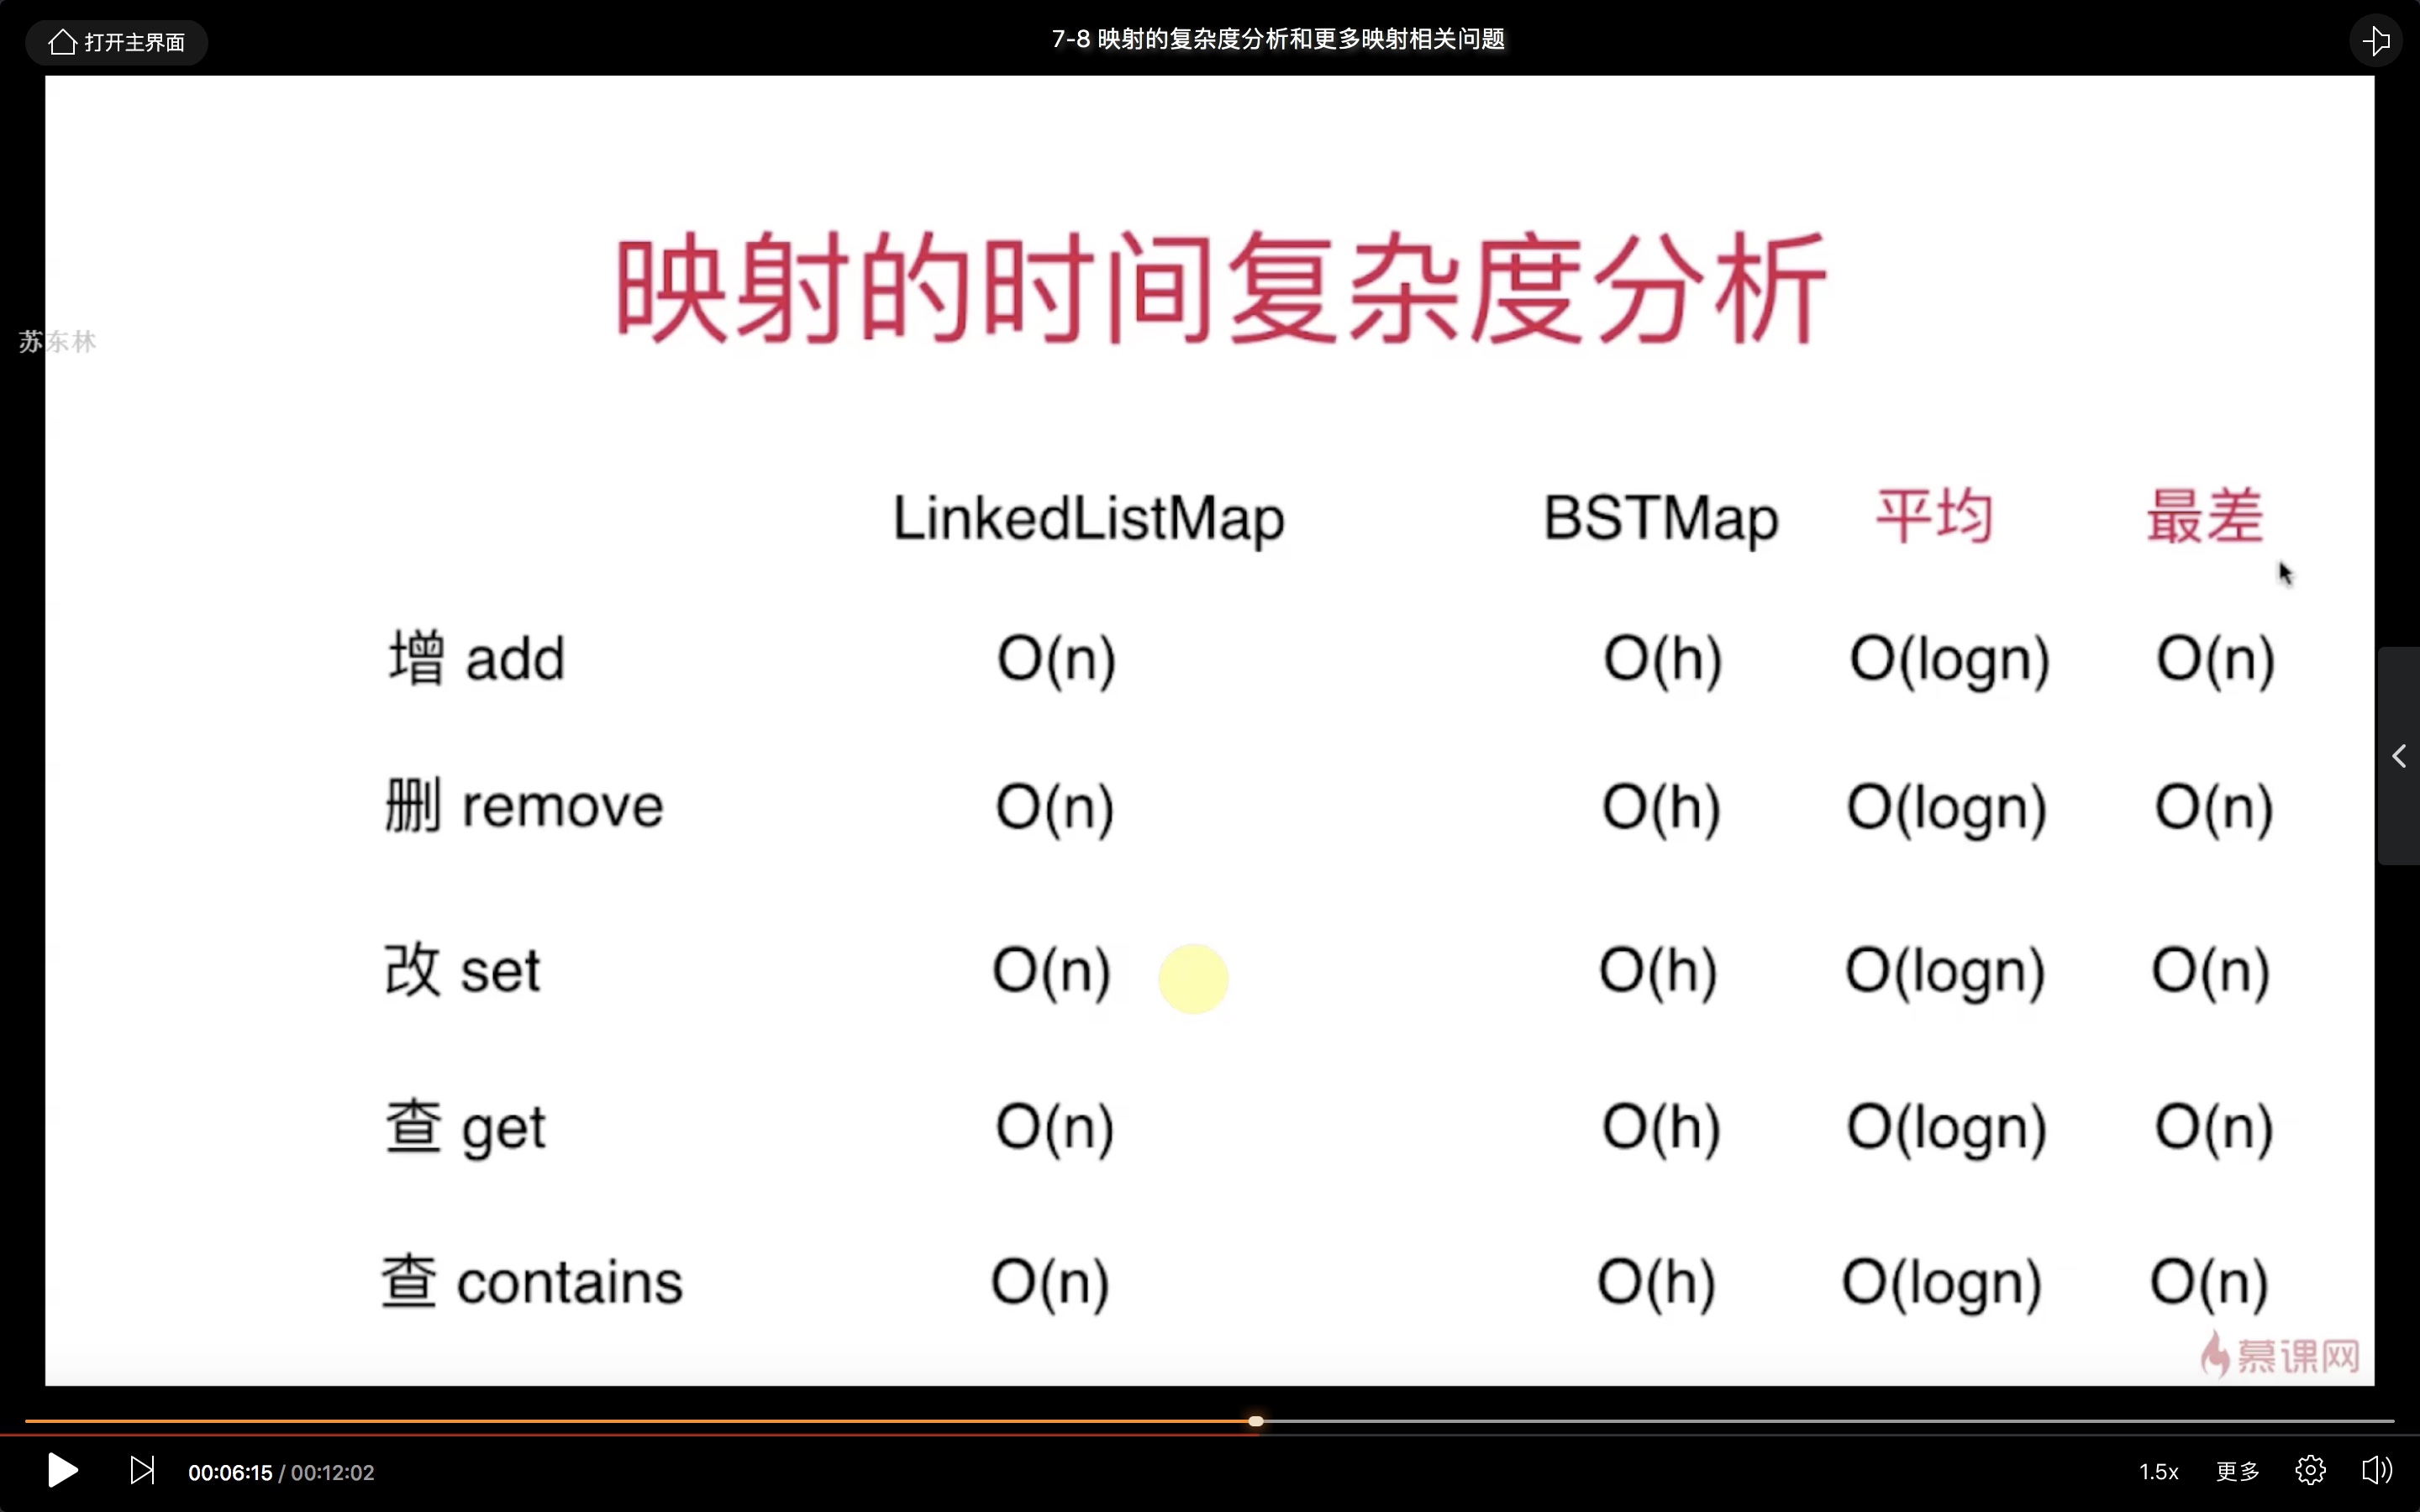 打开主界面
7-8 映射的复杂度分析和更多映射相关问题
映射的时间复杂度分析
苏东林
LinkedListMap BSTMap 平均 最差
增 add O(n) O(h) O(logn) O(n)
删 remove O(n) O(h) O(logn) O(n)
改 set O(n) O(h) O(logn) O(n)
查 get O(n) O(h) O(logn) O(n)
查 contains O(n) O(h) O(logn) O(n)
慕课网
00:06:15 / 00:12:02 1.5x 更多